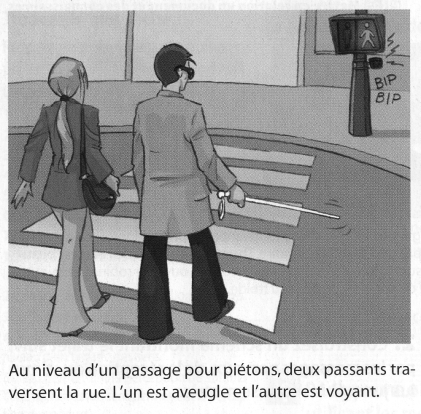 BIP
BIP
Au niveau d'un passage pour piétons, deux passants tra-
versent la rue. L'un est aveugle et l'autre est voyant.